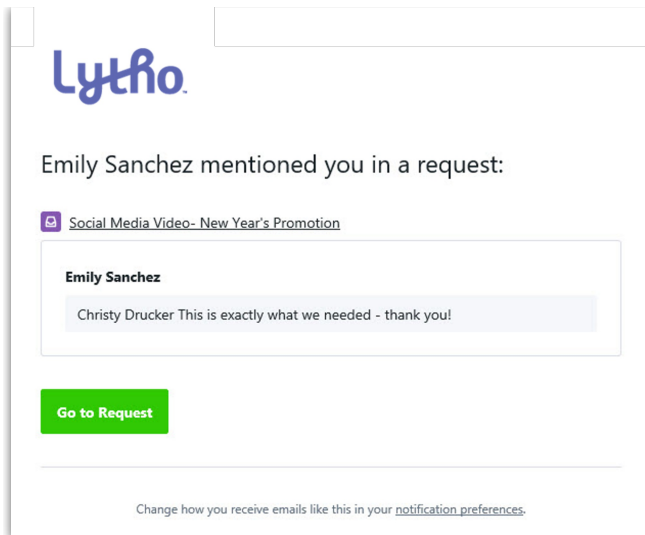 Lytho™
Emily Sanchez mentioned you in a request:
Social Media Video- New Year's Promotion
Emily Sanchez
Christy Drucker This is exactly what we needed - thank you!
Go to Request
Change how you receive emails like this in your notification preferences.